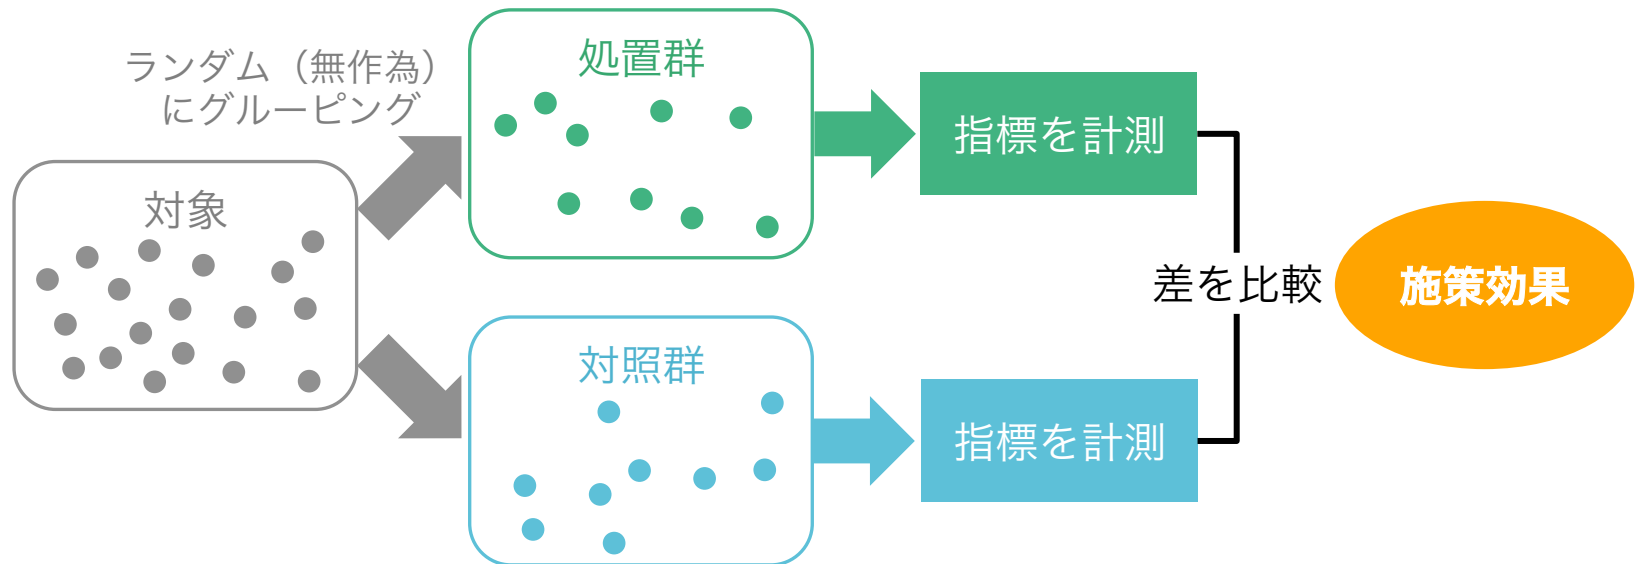 ランダム（無作為）
にグルーピング
対象
処置群
指標を計測
対照群
指標を計測
差を比較
施策効果